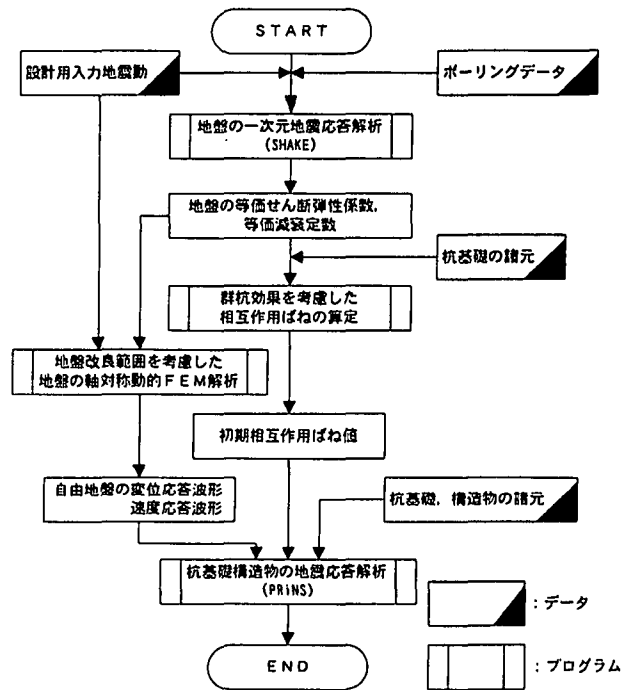 START
設計用入力地震動
ボーリングデータ
地盤の一次元地震応答解析
(SHAKE)
地盤の等価せん断弾性係数,
等価減衰定数
杭基礎の諸元
群杭効果を考慮した
相互作用ばねの算定
地盤改良範囲を考慮した
地盤の軸対称動的FEM解析
初期相互作用ばね値
自由地盤の変位応答波形
速度応答波形
杭基礎, 構造物の諸元
杭基礎構造物の地震応答解析
(PRINS)
:データ
END
:プログラム